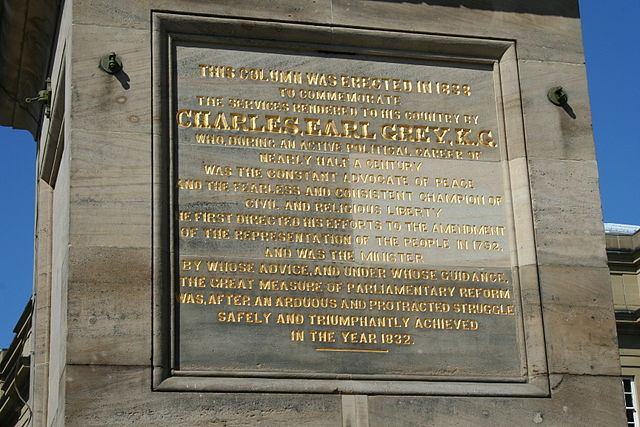 THIS COLUMN WAS ERECTED IN 1838
TO COMMEMORATE
THE SERVICES RENDERED TO HIS COUNTRY BY
CHARLES, EARL GREY, K.G.
WHO, DURING AN ACTIVE POLITICAL CAREER OF
NEARLY HALF A CENTURY
WAS THE CONSTANT ADVOCATE OF PEACE
AND THE FEARLESS AND CONSISTENT CHAMPION OF
CIVIL AND RELIGIOUS LIBERTY
HE FIRST DIRECTED HIS EFFORTS TO THE AMENDMENT
OF THE REPRESENTATION OF THE PEOPLE IN 1792,
AND WAS THE MINISTER
BY WHOSE ADVICE, AND UNDER WHOSE GUIDANCE,
THE GREAT MEASURE OF PARLIAMENTARY REFORM
WAS, AFTER AN ARDUOUS AND PROTRACTED STRUGGLE
SAFELY AND TRIUMPHANTLY ACHIEVED
IN THE YEAR 1832.